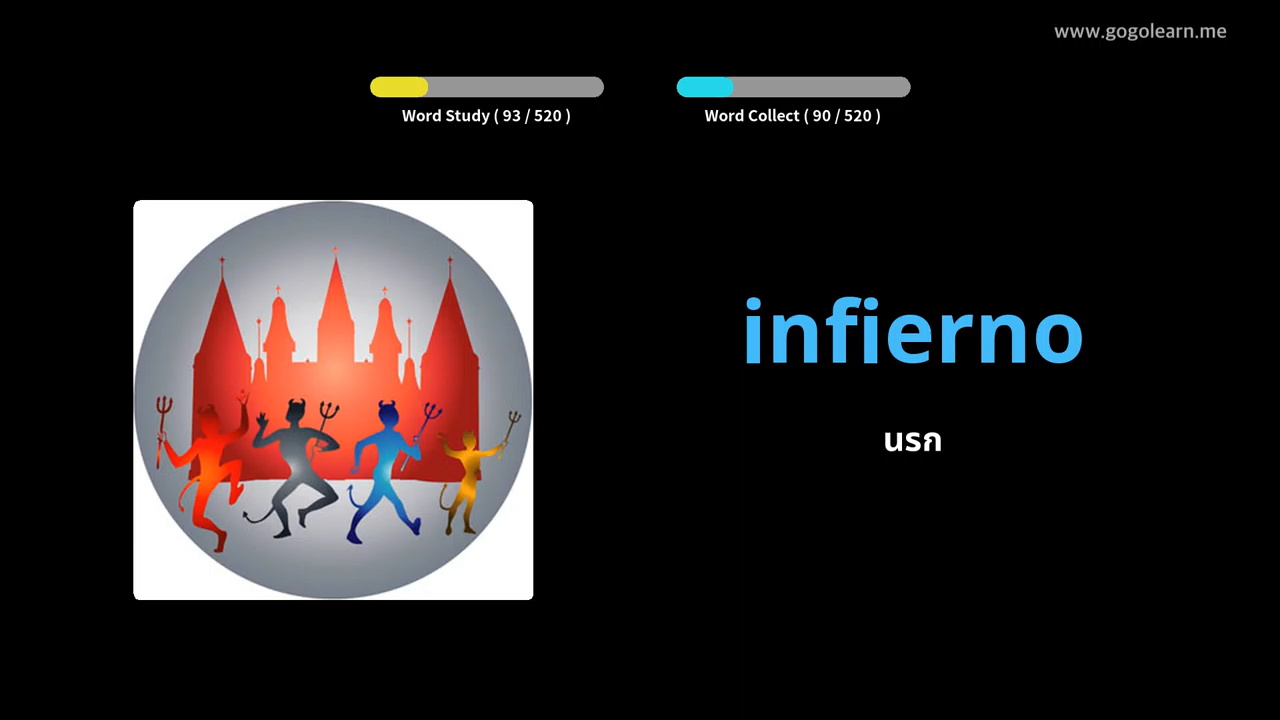 www.gogolearn.me
Word Study ( 93 / 520 )
Word Collect ( 90 / 520 )
infierno
นรก